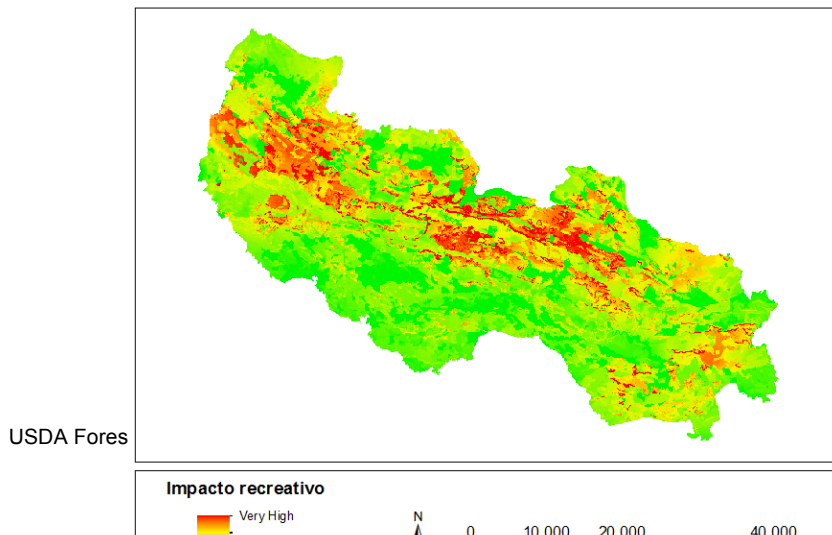 USDA Fores
Impacto recreativo
Very High
N
0 10,000 20,000 40,000